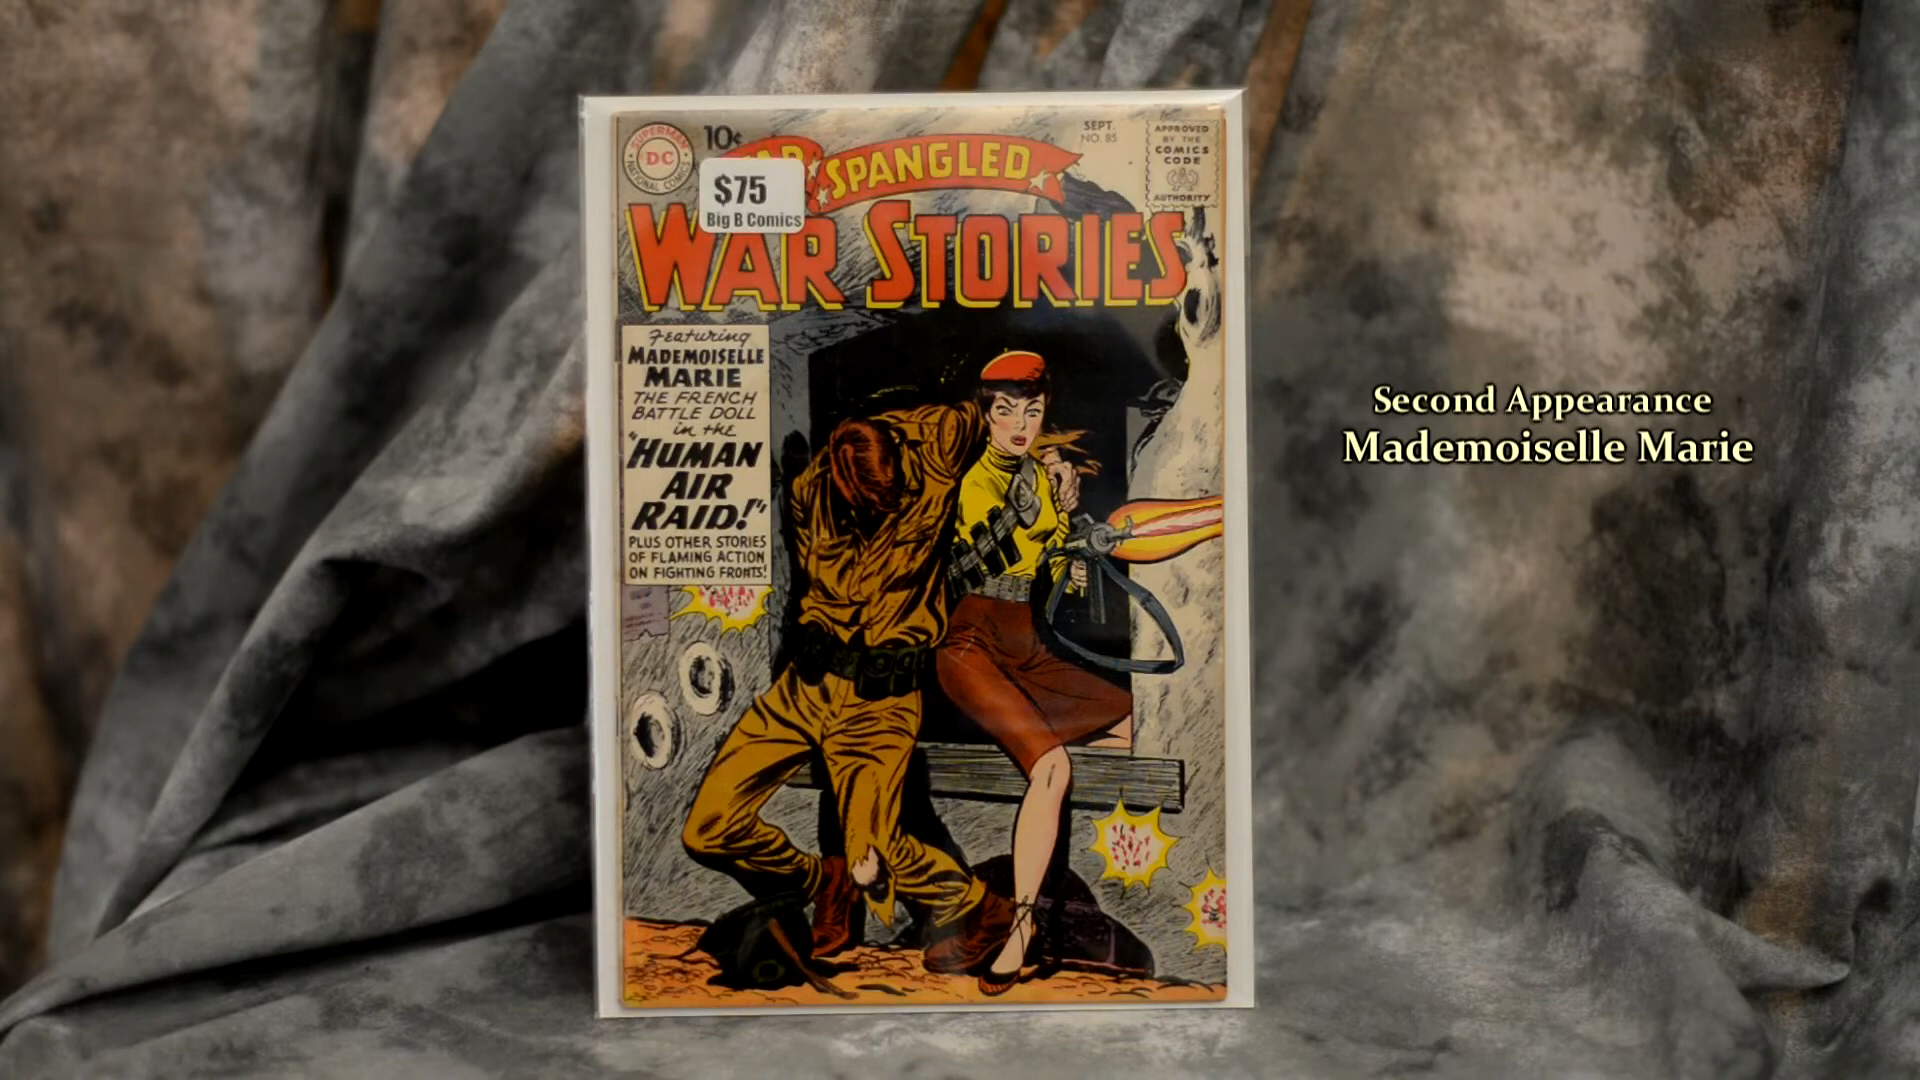 SUPERMAN
DC
NATIONAL COMICS
10¢
SEPT.
NO. 85
APPROVED
BY THE
COMICS
CODE
AUTHORITY
SPANGLED
WAR STORIES
$75
Big B Comics
Featuring
MADEMOISELLE
MARIE
THE FRENCH
BATTLE DOLL
in the
"HUMAN
AIR
RAID!"
PLUS OTHER STORIES
OF FLAMING ACTION
ON FIGHTING FRONTS!
Second Appearance
Mademoiselle Marie